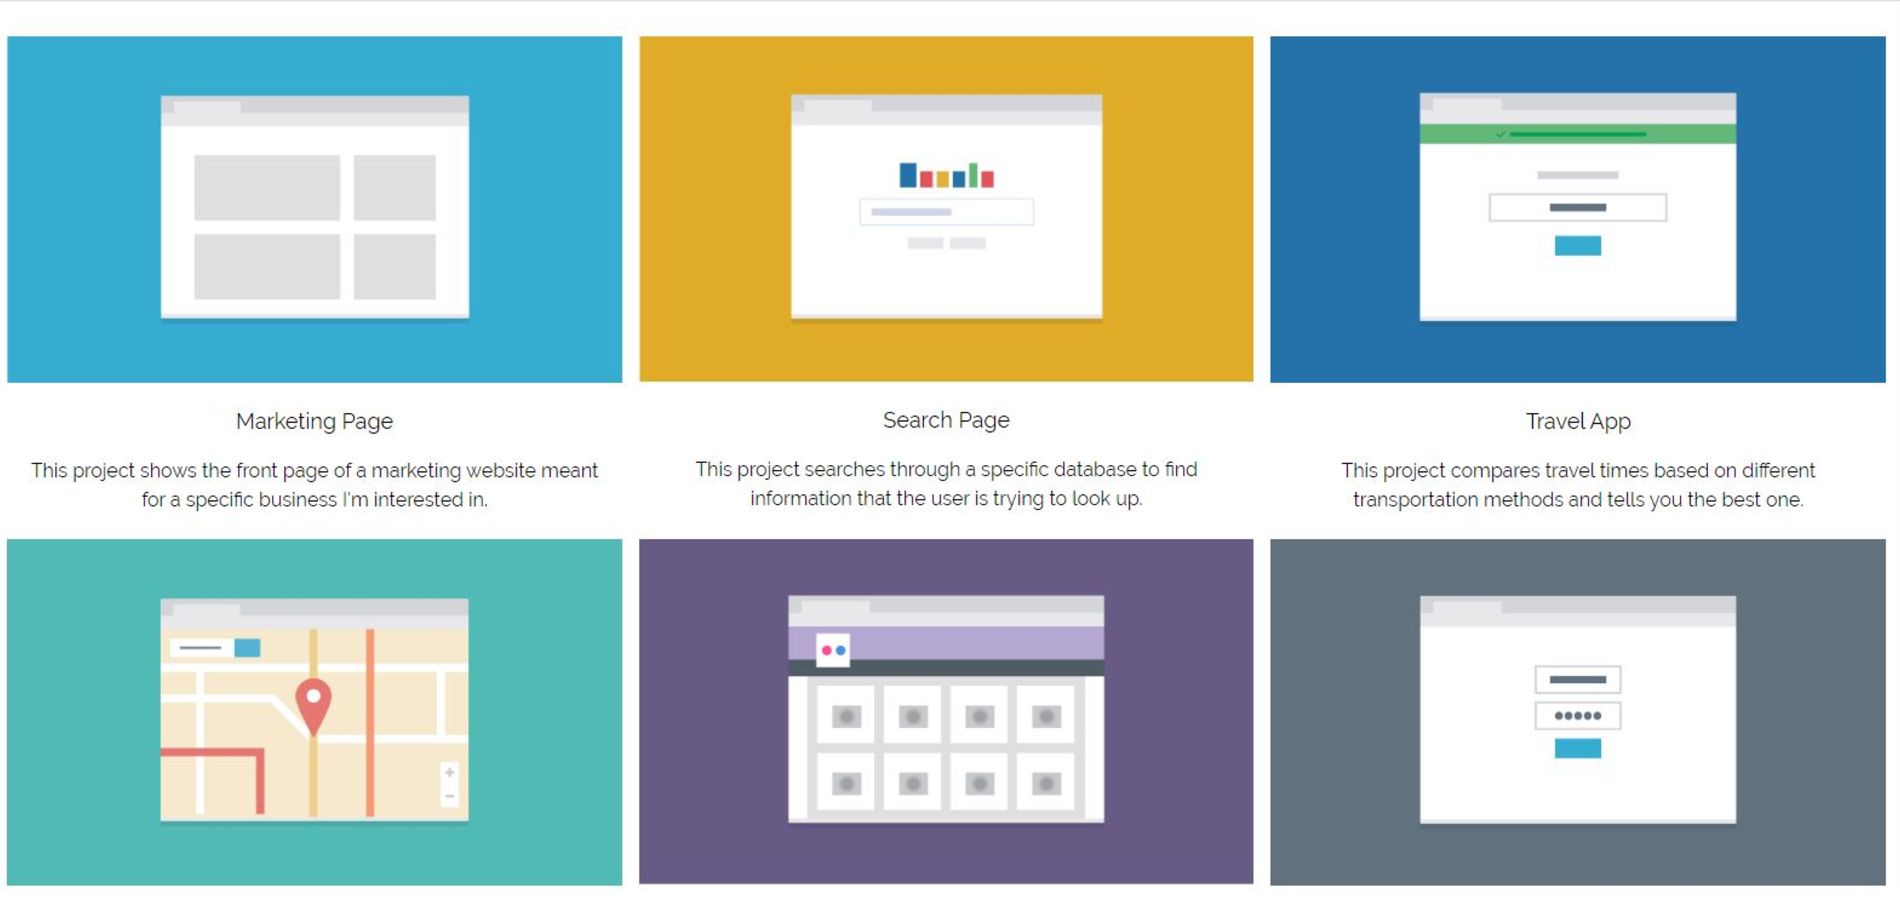 Marketing Page
This project shows the front page of a marketing website meant
for a specific business I'm interested in.
Search Page
This project searches through a specific database to find
information that the user is trying to look up.
Travel App
This project compares travel times based on different
transportation methods and tells you the best one.